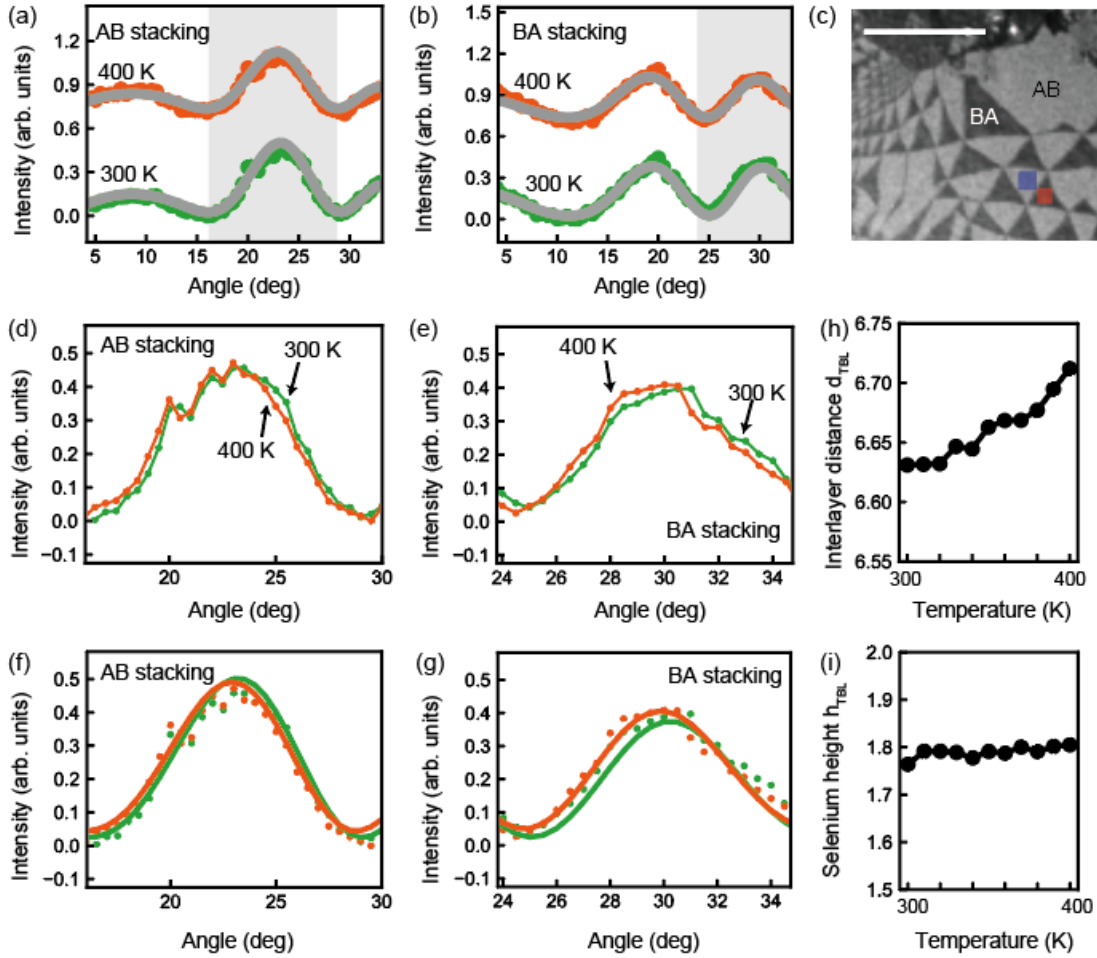 (a) AB stacking
400 K
300 K
Intensity (arb. units)
1.2
0.9
0.6
0.3
0.0
5 10 15 20 25 30
Angle (deg)
(b) BA stacking
400 K
300 K
Intensity (arb. units)
1.5
1.2
0.9
0.6
0.3
0.0
5 10 15 20 25 30
Angle (deg)
(c)
AB
BA
(d) AB stacking
300 K
400 K
Intensity (arb. units)
0.5
0.4
0.3
0.2
0.1
0.0
−0.1
20 25 30
Angle (deg)
(e)
400 K
300 K
BA stacking
Intensity (arb. units)
0.5
0.4
0.3
0.2
0.1
0.0
−0.1
24 26 28 30 32 34
Angle (deg)
(h)
Interlayer distance dTBL
6.75
6.70
6.65
6.60
6.55
300 400
Temperature (K)
(f) AB stacking
Intensity (arb. units)
0.5
0.4
0.3
0.2
0.1
0.0
−0.1
20 25 30
Angle (deg)
(g) BA stacking
Intensity (arb. units)
0.5
0.4
0.3
0.2
0.1
0.0
−0.1
24 26 28 30 32 34
Angle (deg)
(i)
Selenium height hTBL
2.0
1.9
1.8
1.7
1.6
1.5
300 400
Temperature (K)